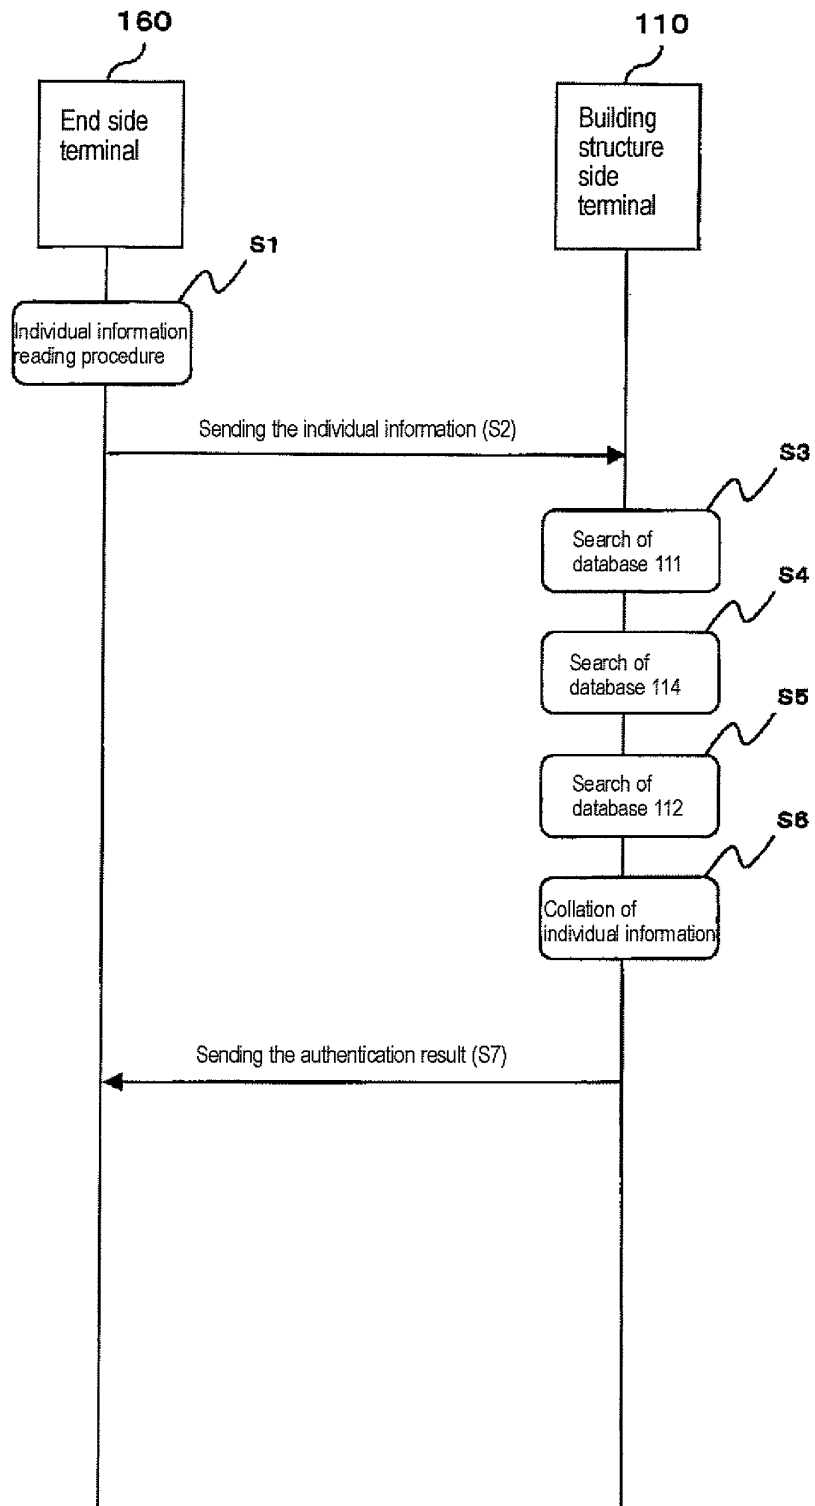 160
110
End side
terminal
Building
structure
side
terminal
S1
Individual information
reading procedure
Sending the individual information (S2)
S3
Search of
database 111
S4
Search of
database 114
S5
Search of
database 112
S6
Collation of
individual information
Sending the authentication result (S7)